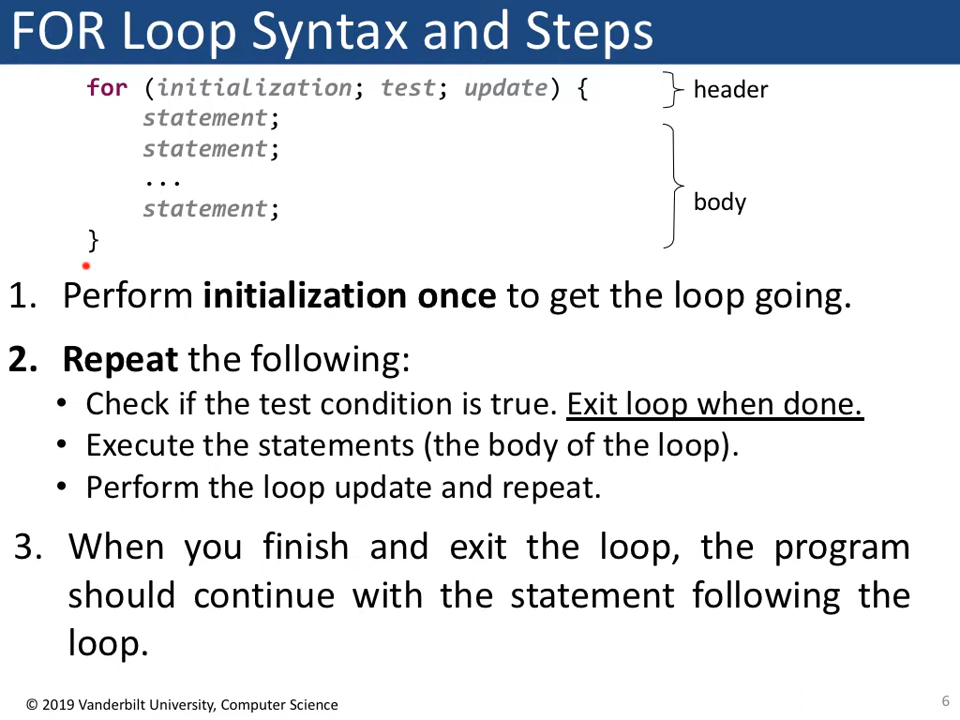 FOR Loop Syntax and Steps
for (initialization; test; update) {
header
statement;
statement;
...
statement;
}
body
1. Perform initialization once to get the loop going.
2. Repeat the following:
• Check if the test condition is true. Exit loop when done.
• Execute the statements (the body of the loop).
• Perform the loop update and repeat.
3. When you finish and exit the loop, the program
should continue with the statement following the
loop.
© 2019 Vanderbilt University, Computer Science
6